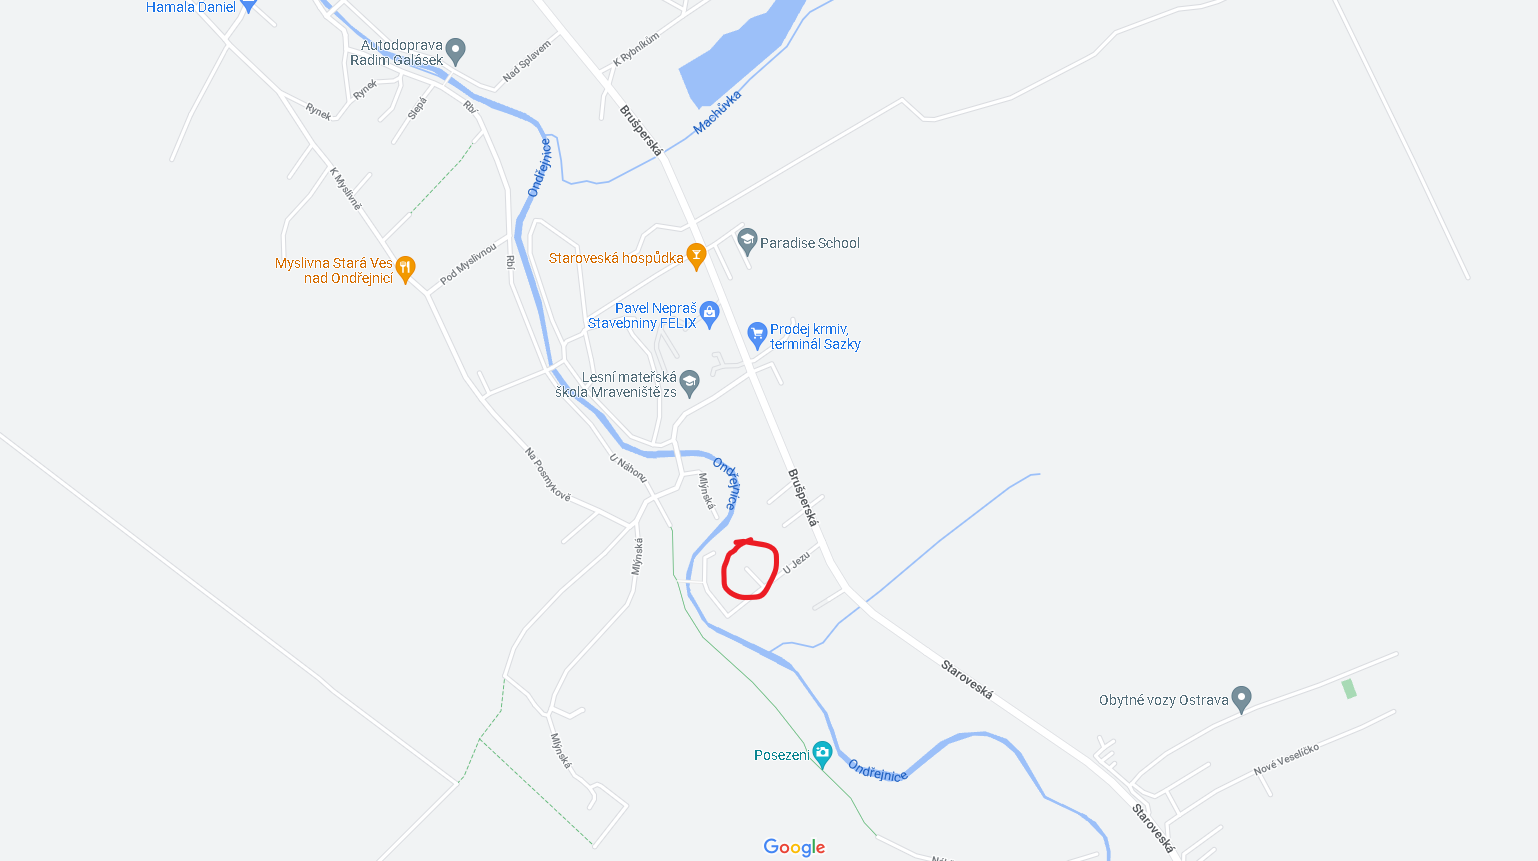 Hamala Daniel
Autodoprava
Radim Galásek
Nad Splavem
K Rybníkům
Rynek
Rynek
Slepá
Rbí
Brušperská
Machůvka
Ondřejnice
K Myslivně
Paradise School
Staroveská hospůdka
Pod Myslivnou
Rbí
Myslivna Stará Ves
nad Ondřejnicí
Pavel Nepraš
Stavebniny FELIX
Prodej krmiv,
terminál Sazky
Lesní mateřská
škola Mraveniště zs
Na Posmykově
U Náhonu
Mlýnská
Ondřejnice
Brušperská
Mlýnská
U Jezu
Staroveská
Obytné vozy Ostrava
Mlýnská
Posezeni
Ondřejnice
Nové Veselíčko
Staroveská
Google